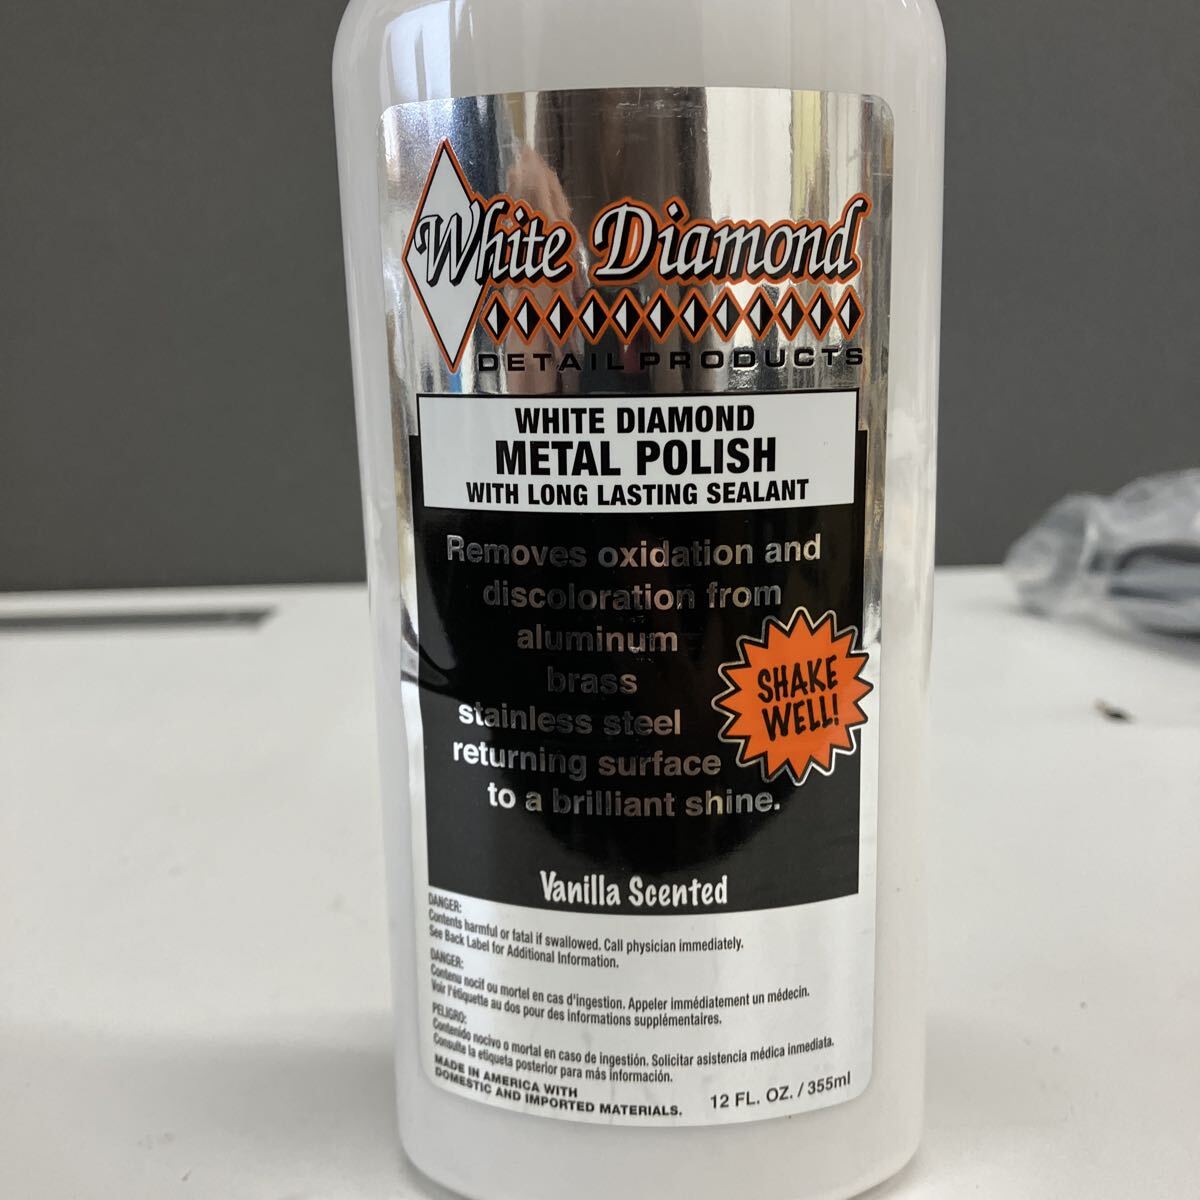 White Diamond
DETAIL PRODUCTS
WHITE DIAMOND
METAL POLISH
WITH LONG LASTING SEALANT
Removes oxidation and
discoloration from
aluminum
brass
stainless steel
returning surface
to a brilliant shine.
SHAKE
WELL!
Vanilla Scented
DANGER:
Contents harmful or fatal if swallowed. Call physician immediately.
See Back Label for Additional Information.
DANGER:
Contenu nocif ou mortel en cas d'ingestion. Appeler immédiatement un médecin.
Voir l'étiquette au dos pour des informations supplémentaires.
PELIGRO:
Contenido nocivo o mortal en caso de ingestión. Solicitar asistencia médica inmediata.
Consulte la etiqueta posterior para más información.
MADE IN AMERICA WITH
DOMESTIC AND IMPORTED MATERIALS.
12 FL. OZ. / 355ml